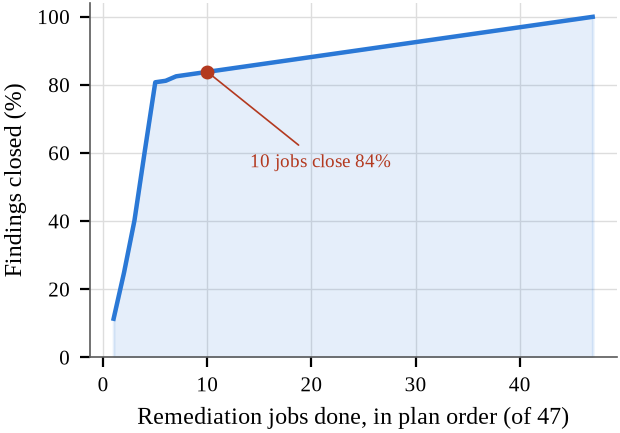 100
80
60
40
20
0
Findings closed (%)
10 jobs close 84%
0 10 20 30 40
Remediation jobs done, in plan order (of 47)